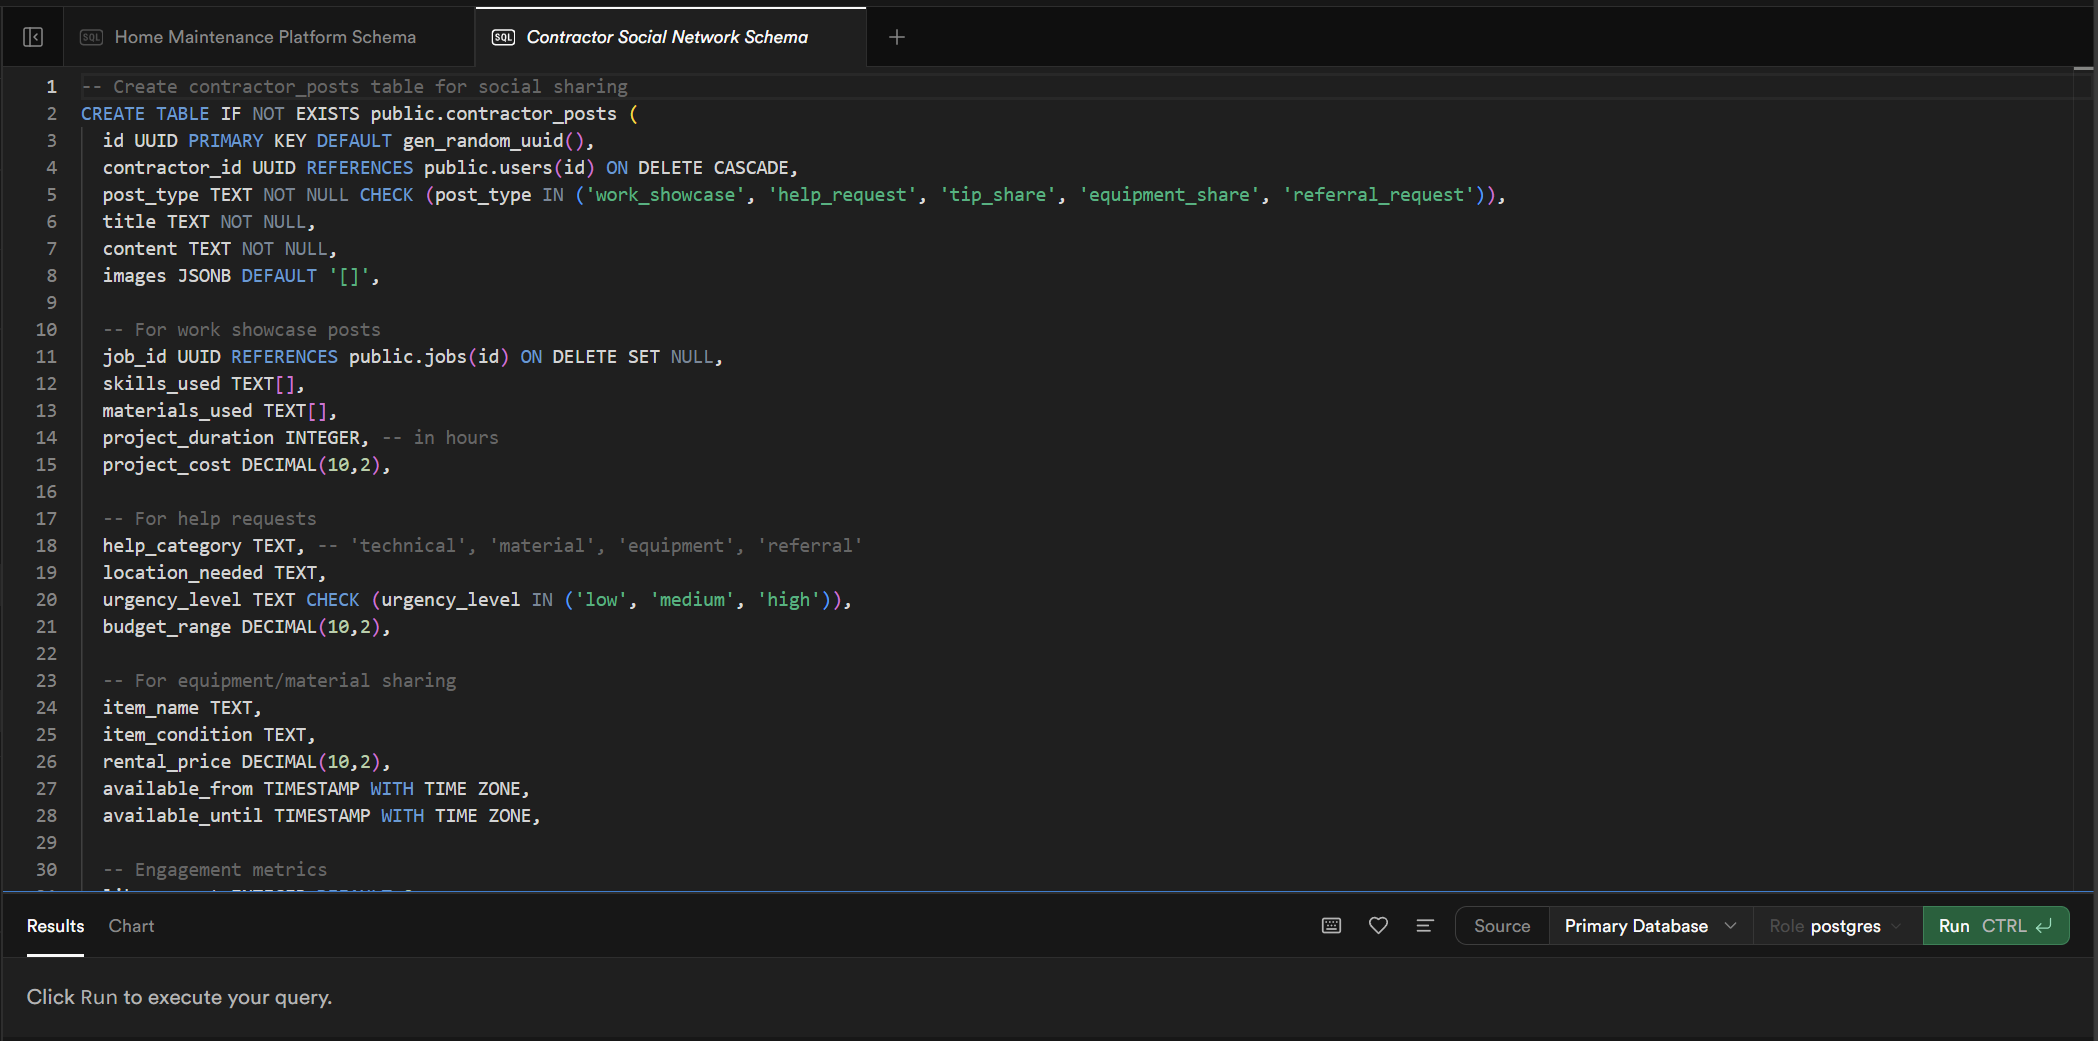 SQL Home Maintenance Platform Schema
SQL Contractor Social Network Schema
1 -- Create contractor_posts table for social sharing
2 CREATE TABLE IF NOT EXISTS public.contractor_posts (
3 id UUID PRIMARY KEY DEFAULT gen_random_uuid(),
4 contractor_id UUID REFERENCES public.users(id) ON DELETE CASCADE,
5 post_type TEXT NOT NULL CHECK (post_type IN ('work_showcase', 'help_request', 'tip_share', 'equipment_share', 'referral_request')),
6 title TEXT NOT NULL,
7 content TEXT NOT NULL,
8 images JSONB DEFAULT '[]',
9
10 -- For work showcase posts
11 job_id UUID REFERENCES public.jobs(id) ON DELETE SET NULL,
12 skills_used TEXT[],
13 materials_used TEXT[],
14 project_duration INTEGER, -- in hours
15 project_cost DECIMAL(10,2),
16
17 -- For help requests
18 help_category TEXT, -- 'technical', 'material', 'equipment', 'referral'
19 location_needed TEXT,
20 urgency_level TEXT CHECK (urgency_level IN ('low', 'medium', 'high')),
21 budget_range DECIMAL(10,2),
22
23 -- For equipment/material sharing
24 item_name TEXT,
25 item_condition TEXT,
26 rental_price DECIMAL(10,2),
27 available_from TIMESTAMP WITH TIME ZONE,
28 available_until TIMESTAMP WITH TIME ZONE,
29
30 -- Engagement metrics
Results Chart Source Primary Database Role postgres Run CTRL
Click Run to execute your query.